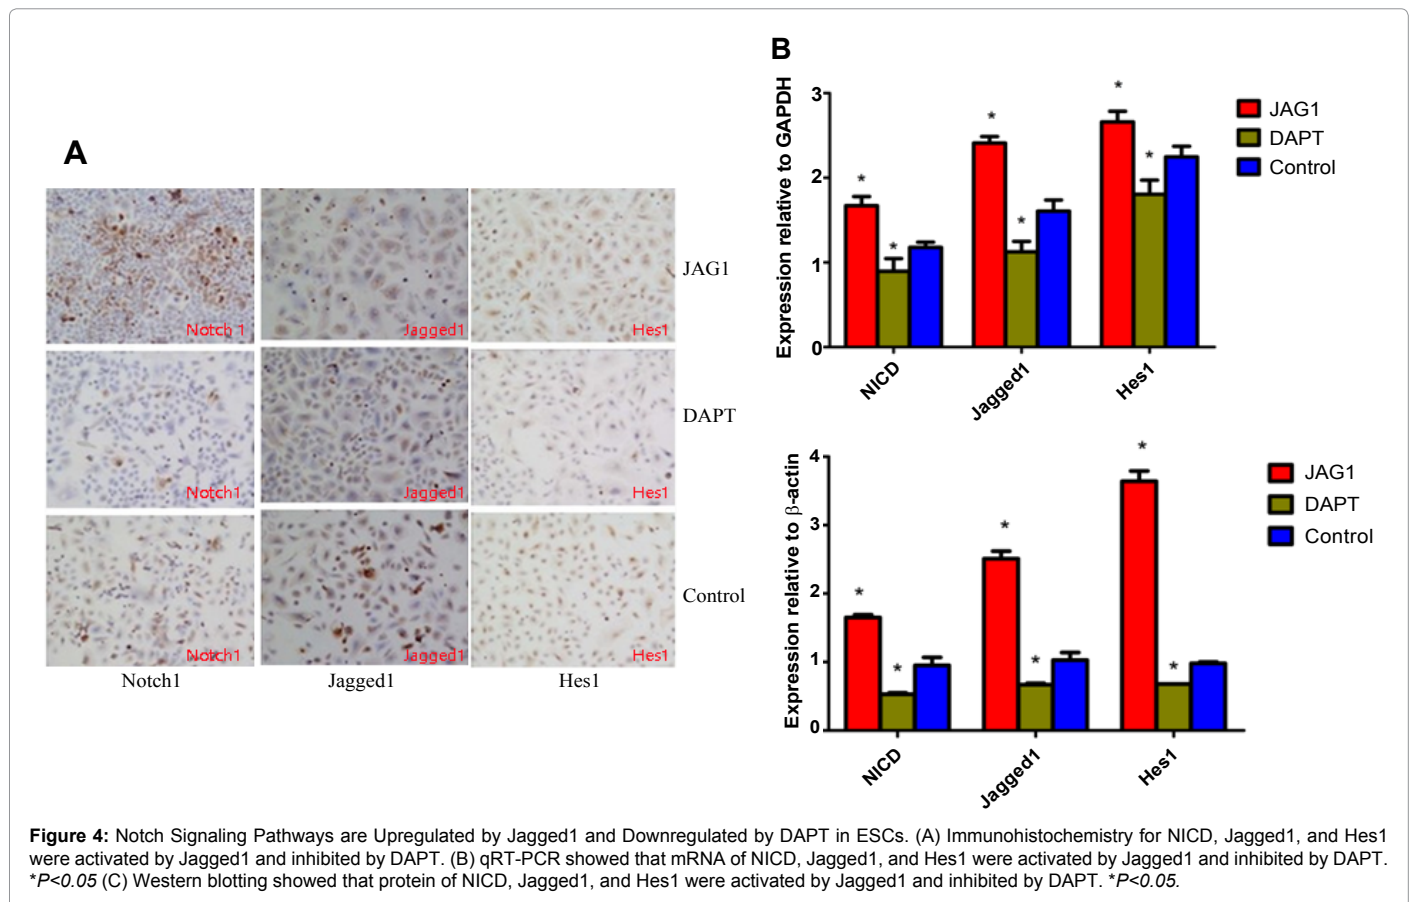 A
Notch 1
Jagged1
Hes1
JAG1
Notch1
Jagged1
Hes1
DAPT
Notch1
Jagged1
Hes1
Control
Notch1
Jagged1
Hes1
B
Expression relative to GAPDH
3
2
1
0
*
*
*
*
*
*
NICD
Jagged1
Hes1
JAG1
DAPT
Control
Expression relative to β-actin
4
3
2
1
0
*
*
*
*
*
*
NICD
Jagged1
Hes1
JAG1
DAPT
Control
Figure 4: Notch Signaling Pathways are Upregulated by Jagged1 and Downregulated by DAPT in ESCs. (A) Immunohistochemistry for NICD, Jagged1, and Hes1
were activated by Jagged1 and inhibited by DAPT. (B) qRT-PCR showed that mRNA of NICD, Jagged1, and Hes1 were activated by Jagged1 and inhibited by DAPT.
*P<0.05 (C) Western blotting showed that protein of NICD, Jagged1, and Hes1 were activated by Jagged1 and inhibited by DAPT. *P<0.05.